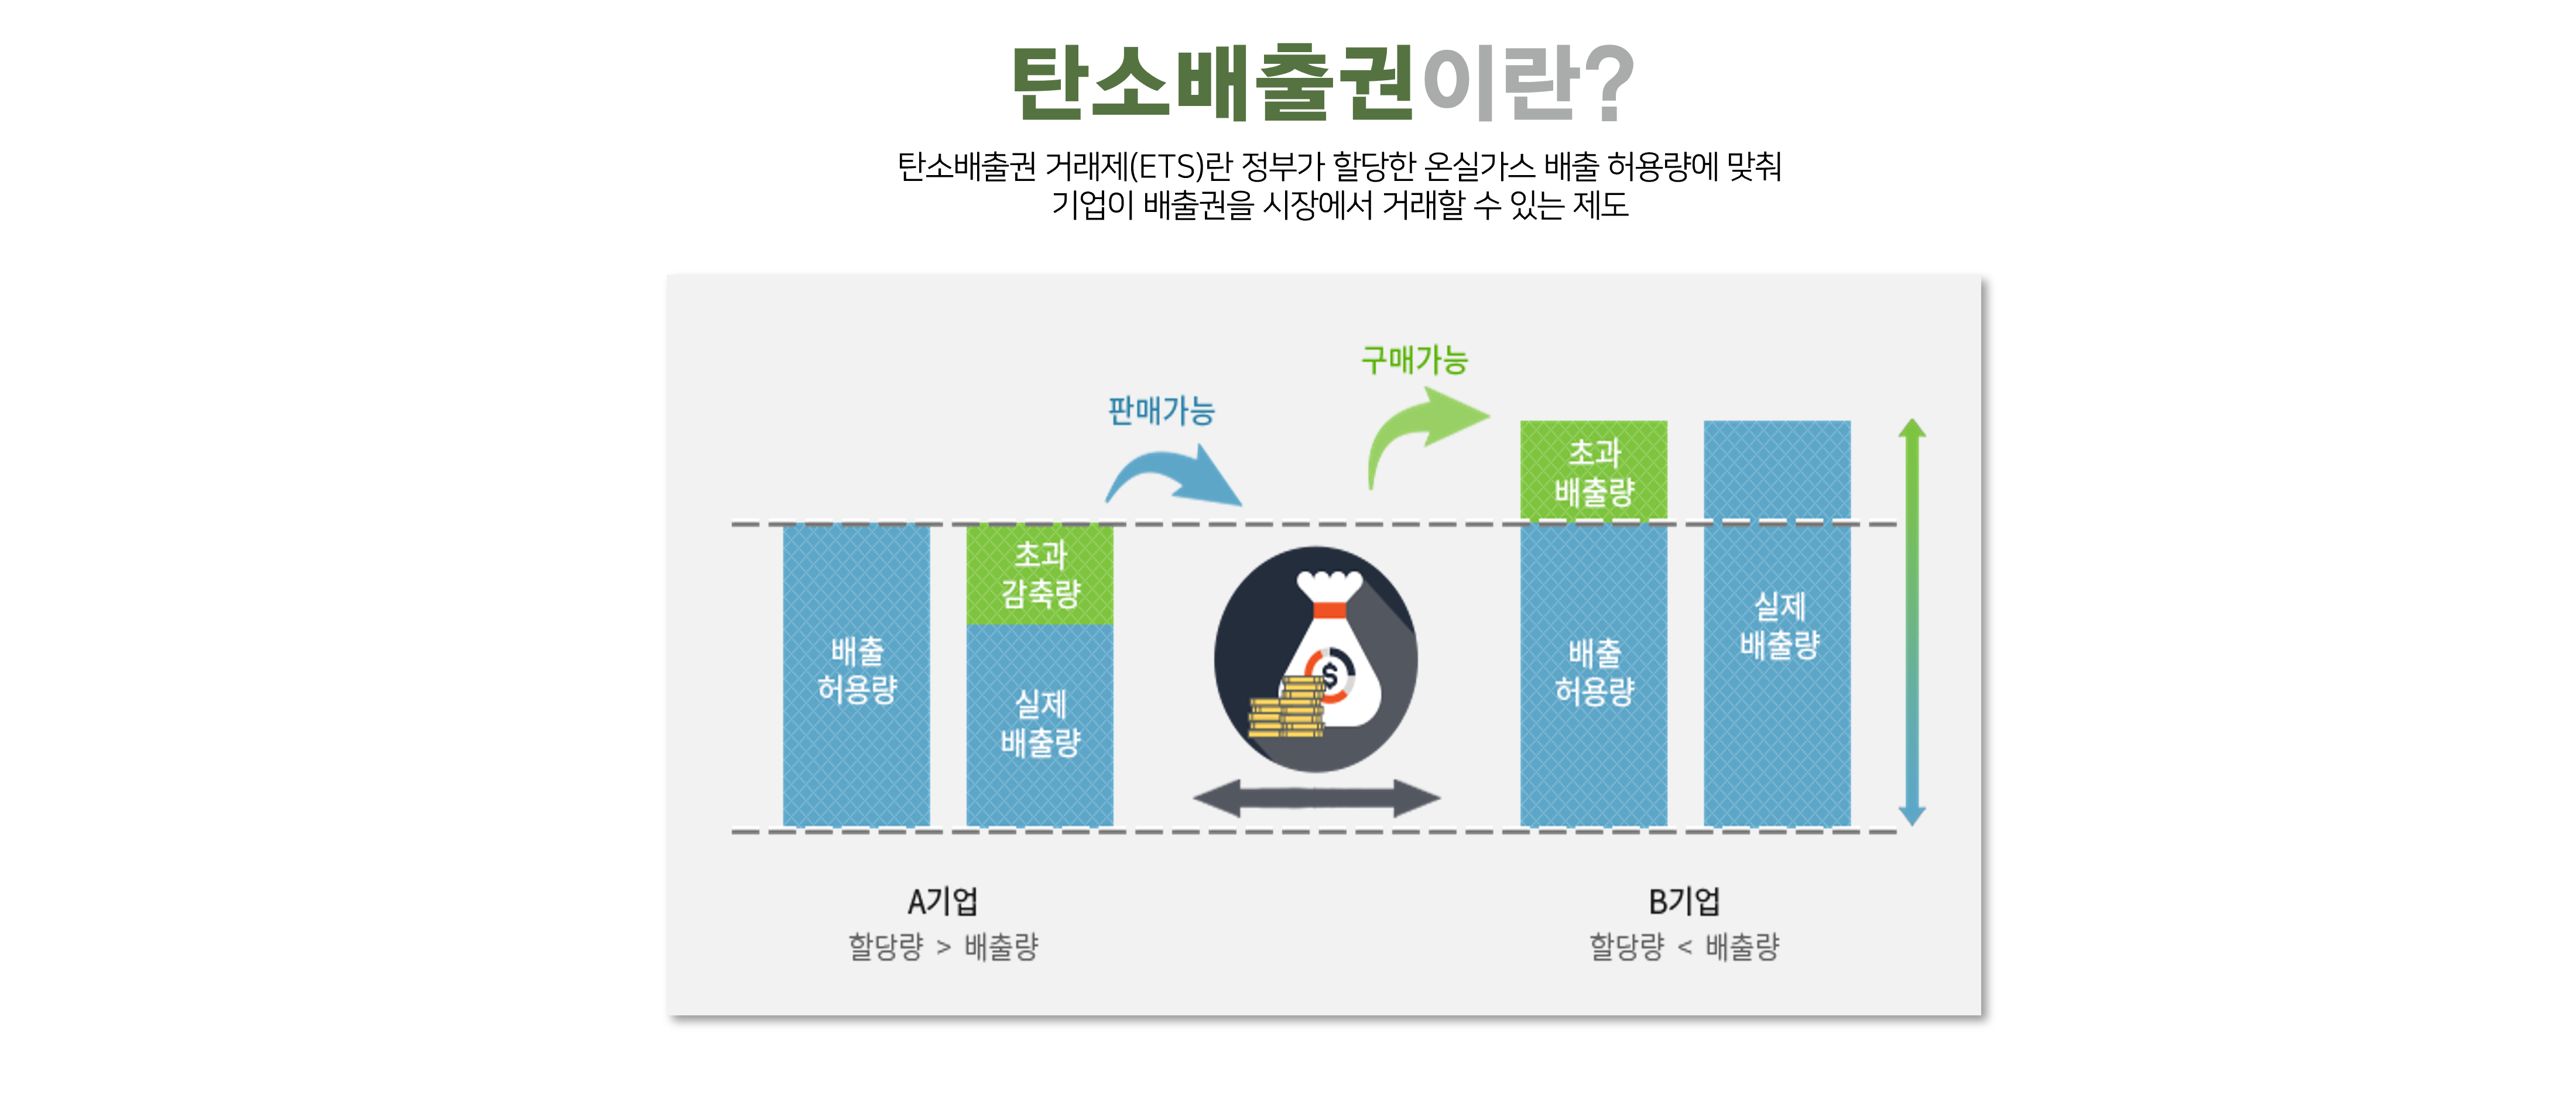 탄소배출권이란?
탄소배출권 거래제(ETS)란 정부가 할당한 온실가스 배출 허용량에 맞춰
기업이 배출권을 시장에서 거래할 수 있는 제도
구매가능
판매가능
초과
배출량
초과
감축량
배출
허용량
실제
배출량
$
배출
허용량
실제
배출량
A기업
할당량 > 배출량
B기업
할당량 < 배출량